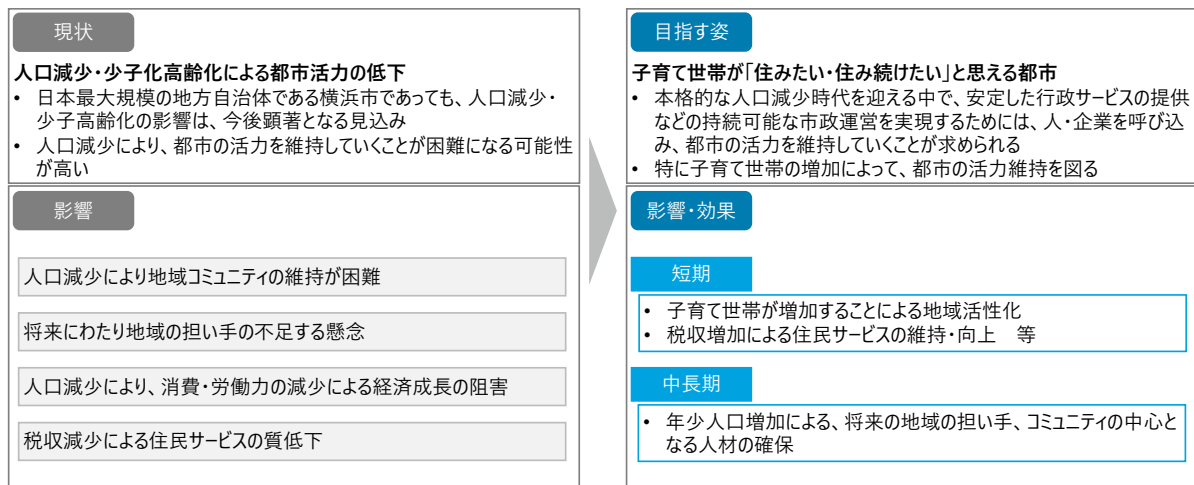 現状
人口減少・少子化高齢化による都市活力の低下
• 日本最大規模の地方自治体である横浜市であっても、人口減少・
少子高齢化の影響は、今後顕著となる見込み
• 人口減少により、都市の活力を維持していくことが困難になる可能性
が高い
影響
人口減少により地域コミュニティの維持が困難
将来にわたり地域の担い手の不足する懸念
人口減少により、消費・労働力の減少による経済成長の阻害
税収減少による住民サービスの質低下
目指す姿
子育て世帯が「住みたい・住み続けたい」と思える都市
• 本格的な人口減少時代を迎える中で、安定した行政サービスの提供
などの持続可能な市政運営を実現するためには、人・企業を呼び込
み、都市の活力を維持していくことが求められる
• 特に子育て世帯の増加によって、都市の活力維持を図る
影響・効果
短期
• 子育て世帯が増加することによる地域活性化
• 税収増加による住民サービスの維持・向上　等
中長期
• 年少人口増加による、将来の地域の担い手、コミュニティの中心と
なる人材の確保